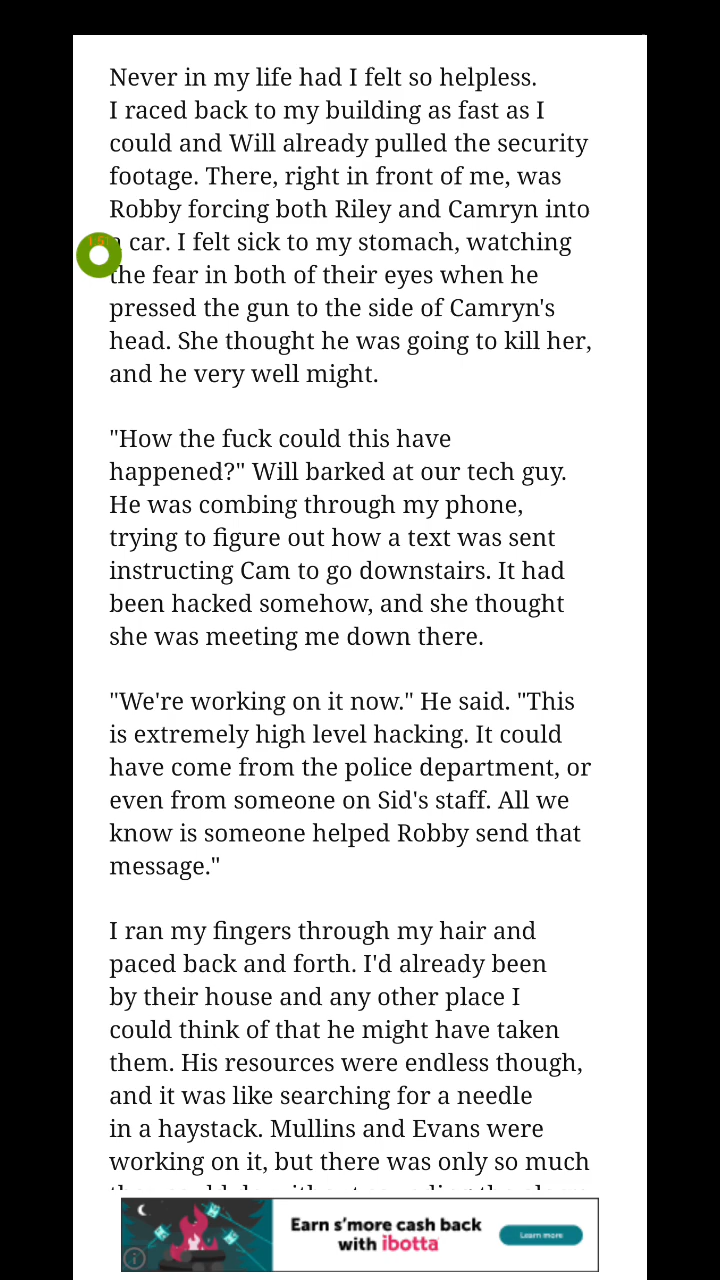 Never in my life had I felt so helpless.
I raced back to my building as fast as I
could and Will already pulled the security
footage. There, right in front of me, was
Robby forcing both Riley and Camryn into
car. I felt sick to my stomach, watching
the fear in both of their eyes when he
pressed the gun to the side of Camryn's
head. She thought he was going to kill her,
and he very well might.
"How the fuck could this have
happened?" Will barked at our tech guy.
He was combing through my phone,
trying to figure out how a text was sent
instructing Cam to go downstairs. It had
been hacked somehow, and she thought
she was meeting me down there.
"We're working on it now." He said. "This
is extremely high level hacking. It could
have come from the police department, or
even from someone on Sid's staff. All we
know is someone helped Robby send that
message."
I ran my fingers through my hair and
paced back and forth. I'd already been
by their house and any other place I
could think of that he might have taken
them. His resources were endless though,
and it was like searching for a needle
in a haystack. Mullins and Evans were
working on it, but there was only so much
Earn s'more cash back
with ibotta
Learn more